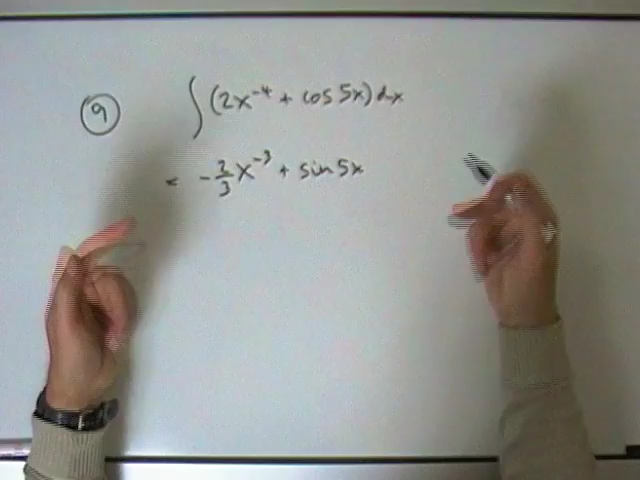 ⑨ ∫ (2x⁻⁴ + cos 5x) dx
= -2/3 x⁻³ + sin 5x